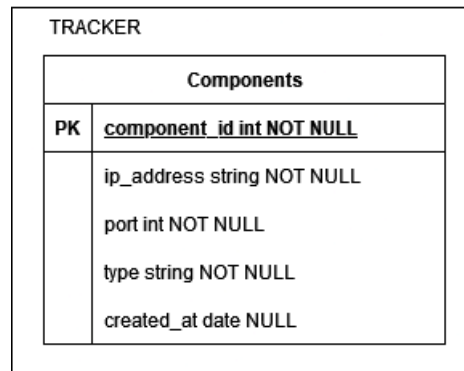 TRACKER
Components
PK component_id int NOT NULL
ip_address string NOT NULL
port int NOT NULL
type string NOT NULL
created_at date NULL